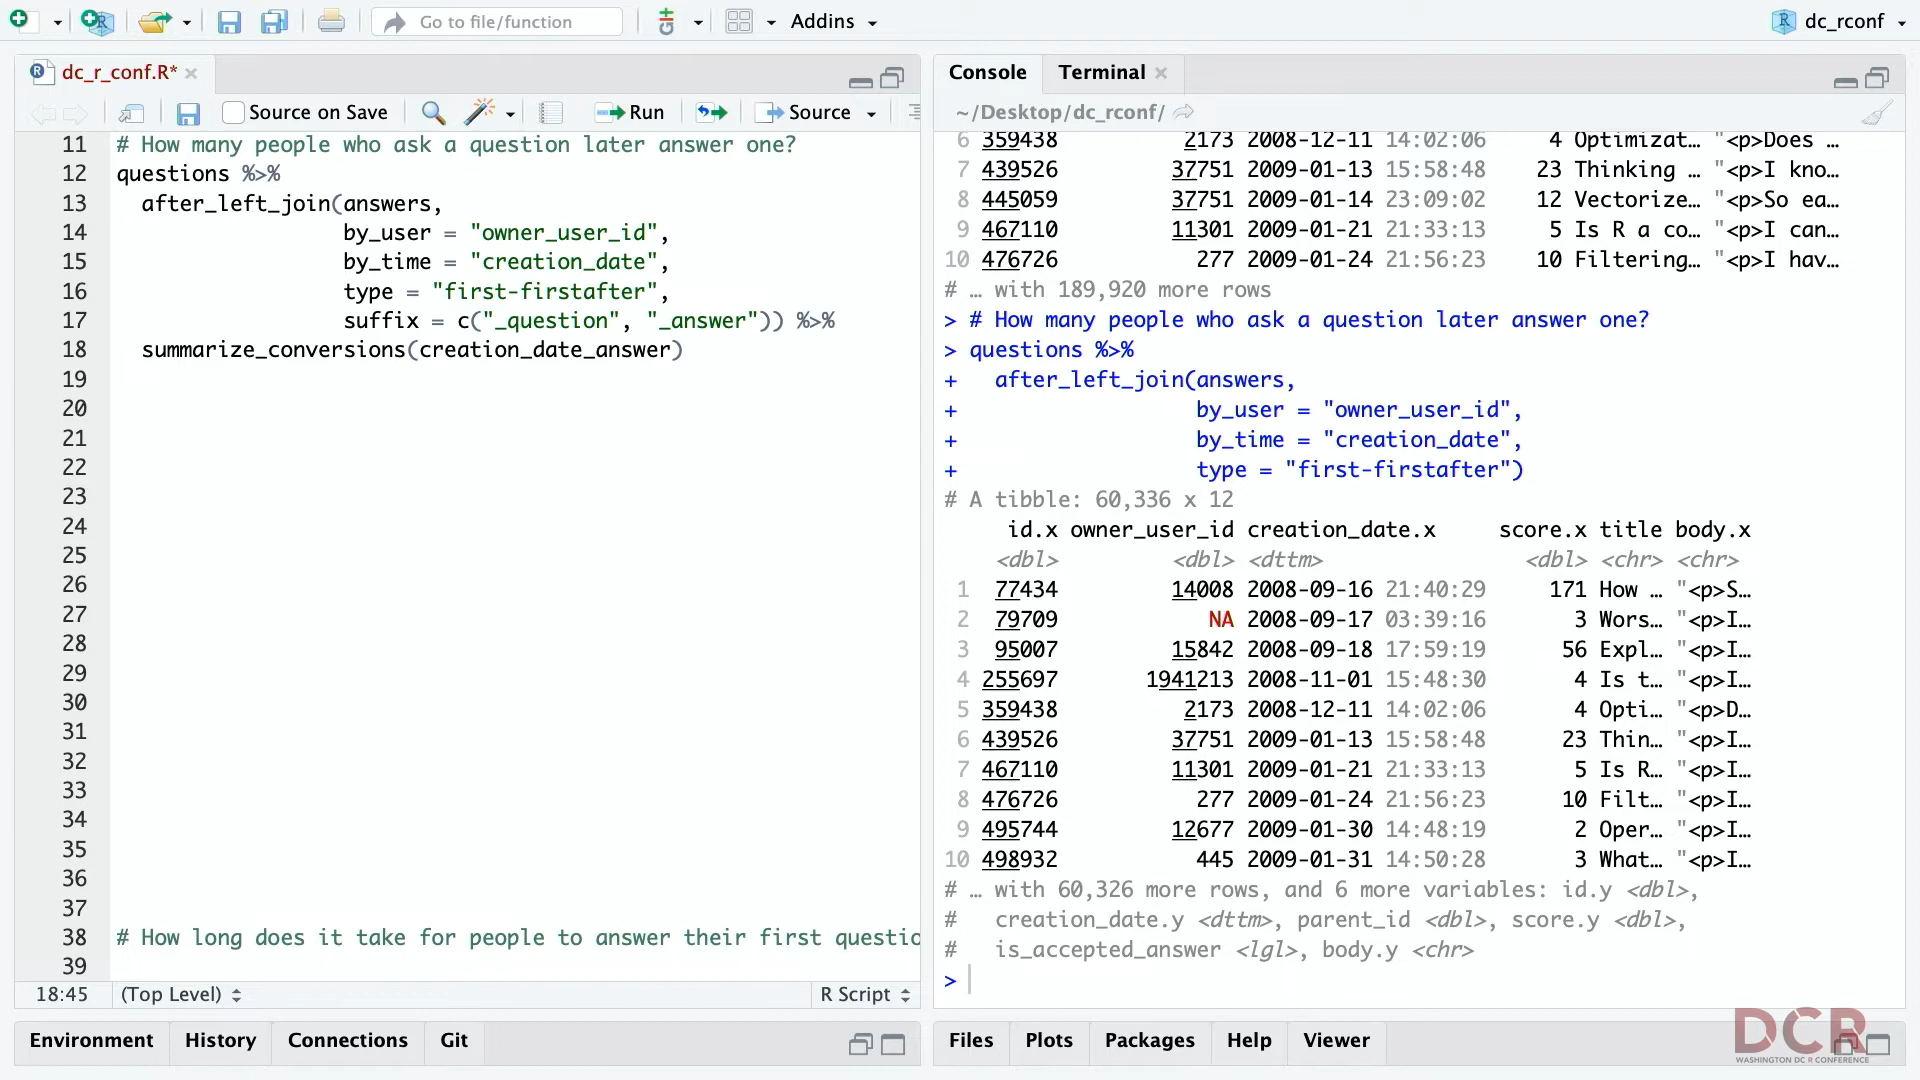 Go to file/function
Addins
dc_rconf
dc_r_conf.R*
Source on Save
Run
Source
11 # How many people who ask a question later answer one?
12 questions %>%
13   after_left_join(answers,
14                   by_user = "owner_user_id",
15                   by_time = "creation_date",
16                   type = "first-firstafter",
17                   suffix = c("_question", "_answer")) %>%
18   summarize_conversions(creation_date_answer)
19
20
21
22
23
24
25
26
27
28
29
30
31
32
33
34
35
36
37
38 # How long does it take for people to answer their first questio
39
18:45 (Top Level) R Script
Environment History Connections Git
Console Terminal
~/Desktop/dc_rconf/
6 359438 2173 2008-12-11 14:02:06 4 Optimizat… "<p>Does …
7 439526 37751 2009-01-13 15:58:48 23 Thinking … "<p>I kno…
8 445059 37751 2009-01-14 23:09:02 12 Vectorize… "<p>So ea…
9 467110 11301 2009-01-21 21:33:13 5 Is R a co… "<p>I can…
10 476726 277 2009-01-24 21:56:23 10 Filtering… "<p>I hav…
# … with 189,920 more rows
> # How many people who ask a question later answer one?
> questions %>%
+   after_left_join(answers,
+                   by_user = "owner_user_id",
+                   by_time = "creation_date",
+                   type = "first-firstafter")
# A tibble: 60,336 x 12
id.x owner_user_id creation_date.x score.x title body.x
<dbl> <dbl> <dttm> <dbl> <chr> <chr>
1 77434 14008 2008-09-16 21:40:29 171 How … "<p>S…
2 79709 NA 2008-09-17 03:39:16 3 Wors… "<p>I…
3 95007 15842 2008-09-18 17:59:19 56 Expl… "<p>I…
4 255697 1941213 2008-11-01 15:48:30 4 Is t… "<p>I…
5 359438 2173 2008-12-11 14:02:06 4 Opti… "<p>D…
6 439526 37751 2009-01-13 15:58:48 23 Thin… "<p>I…
7 467110 11301 2009-01-21 21:33:13 5 Is R… "<p>I…
8 476726 277 2009-01-24 21:56:23 10 Filt… "<p>I…
9 495744 12677 2009-01-30 14:48:19 2 Oper… "<p>I…
10 498932 445 2009-01-31 14:50:28 3 What… "<p>I…
# … with 60,326 more rows, and 6 more variables: id.y <dbl>,
#   creation_date.y <dttm>, parent_id <dbl>, score.y <dbl>,
#   is_accepted_answer <lgl>, body.y <chr>
>
Files Plots Packages Help Viewer
DCR
WASHINGTON DC R CONFERENCE